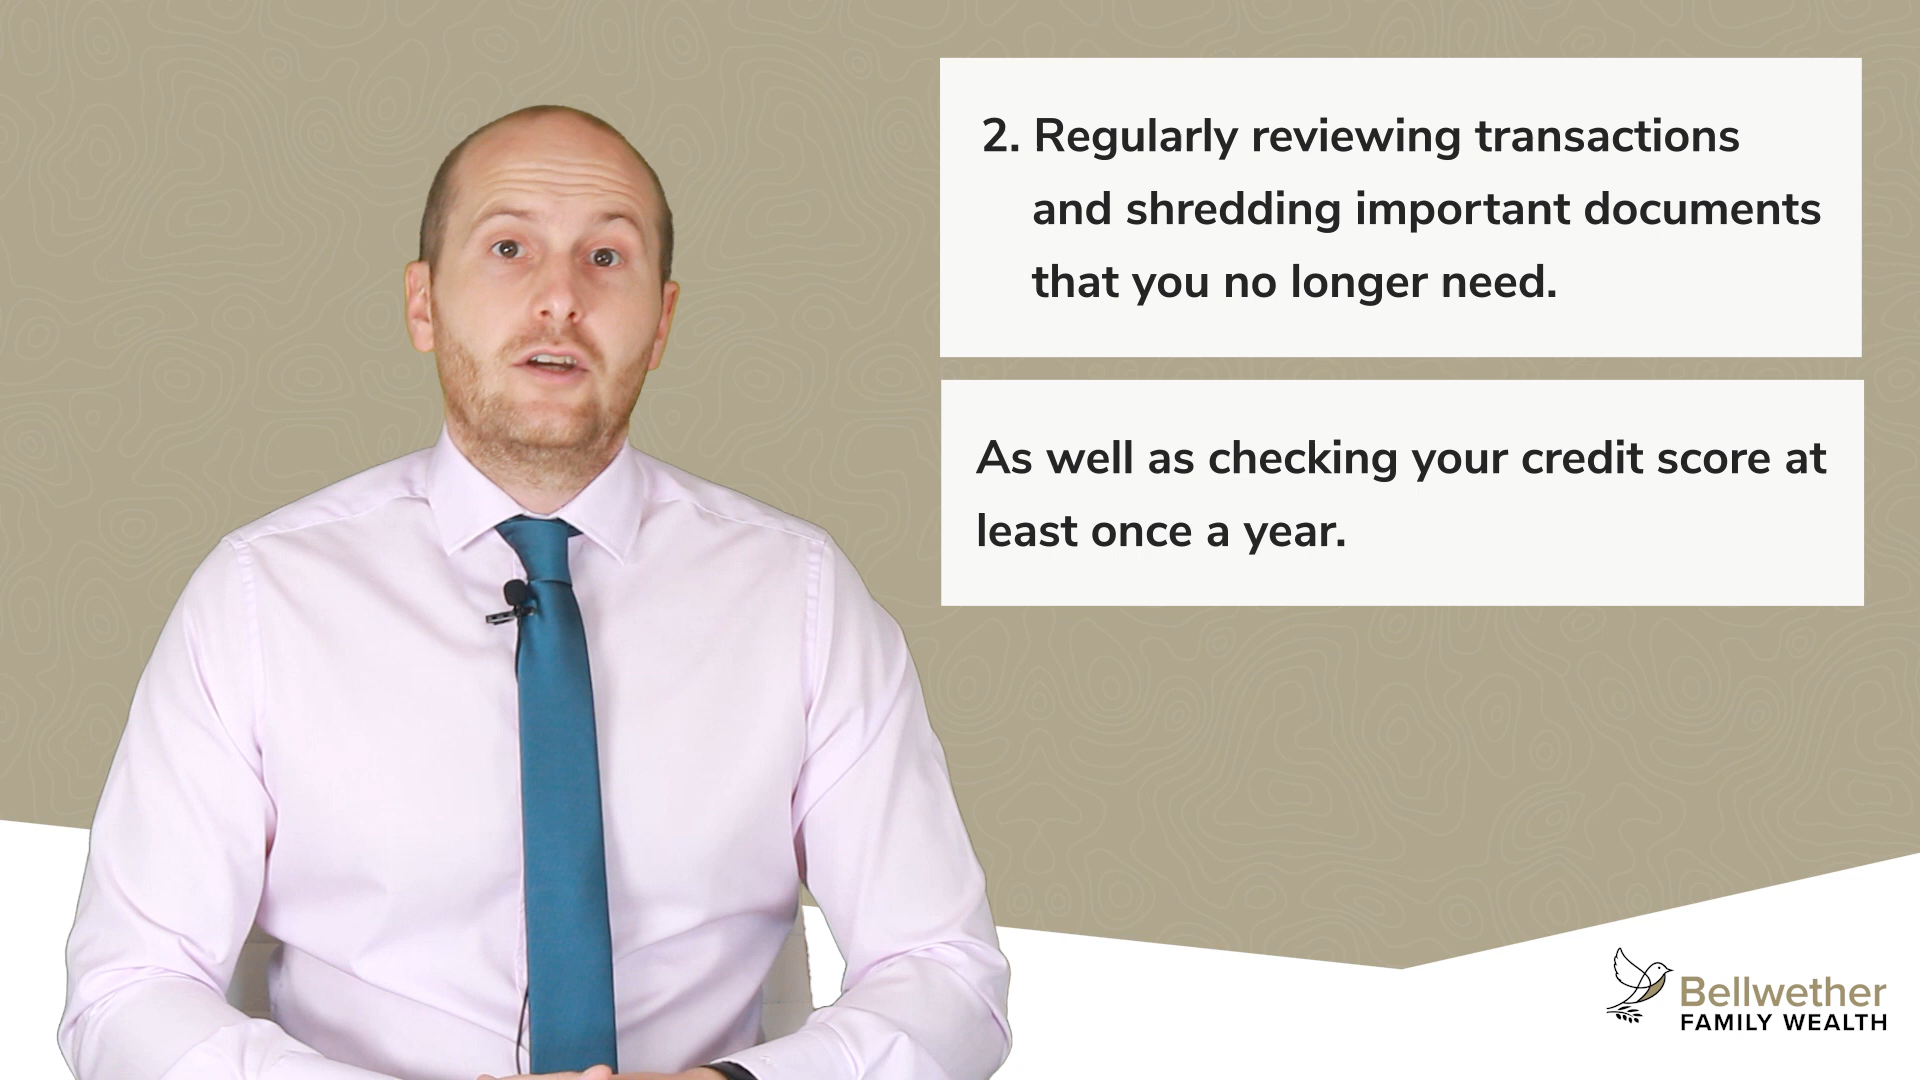 2. Regularly reviewing transactions
and shredding important documents
that you no longer need.
As well as checking your credit score at
least once a year.
Bellwether
FAMILY WEALTH